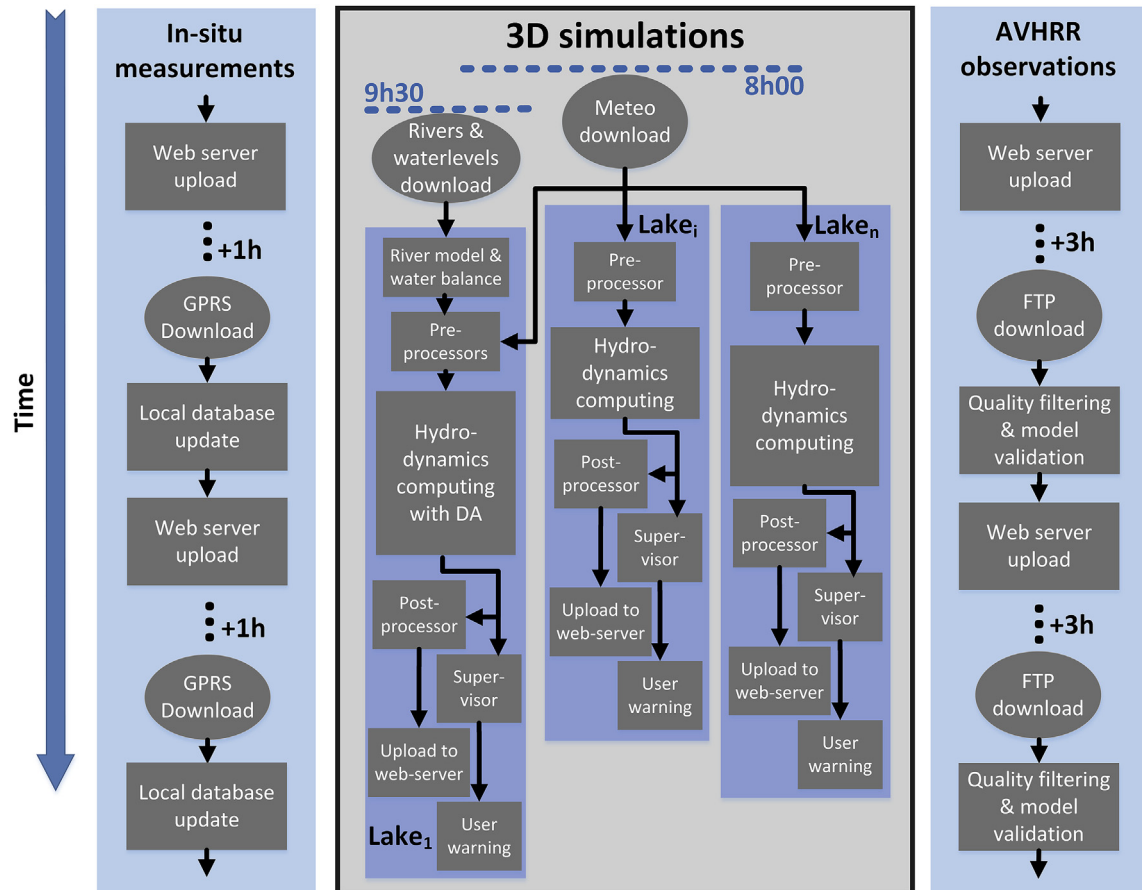 Time
In-situ
measurements
Web server
upload
+1h
GPRS
Download
Local database
update
Web server
upload
+1h
GPRS
Download
Local database
update
3D simulations
9h30
8h00
Rivers &
waterlevels
download
Meteo
download
River model &
water balance
Pre-
processors
Hydro-
dynamics
computing
with DA
Post-
processor
Super-
visor
Upload to
web-server
User
warning
Lake₁
Lakeᵢ
Pre-
processor
Hydro-
dynamics
computing
Post-
processor
Super-
visor
Upload to
web-server
User
warning
Lakeₙ
Pre-
processor
Hydro-
dynamics
computing
Post-
processor
Super-
visor
Upload to
web-server
User
warning
AVHRR
observations
Web server
upload
+3h
FTP
download
Quality filtering
& model
validation
Web server
upload
+3h
FTP
download
Quality filtering
& model
validation